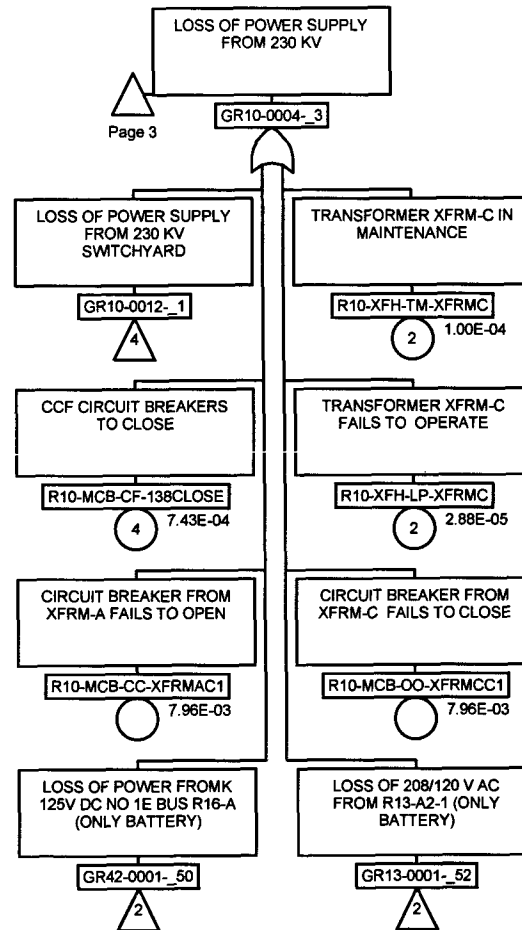 LOSS OF POWER SUPPLY
FROM 230 KV
Page 3
GR10-0004-_3
LOSS OF POWER SUPPLY
FROM 230 KV
SWITCHYARD
GR10-0012-_1
4
TRANSFORMER XFRM-C IN
MAINTENANCE
R10-XFH-TM-XFRMC
2
1.00E-04
CCF CIRCUIT BREAKERS
TO CLOSE
R10-MCB-CF-138CLOSE
4
7.43E-04
TRANSFORMER XFRM-C
FAILS TO OPERATE
R10-XFH-LP-XFRMC
2
2.88E-05
CIRCUIT BREAKER FROM
XFRM-A FAILS TO OPEN
R10-MCB-CC-XFRMAC1
7.96E-03
CIRCUIT BREAKER FROM
XFRM-C FAILS TO CLOSE
R10-MCB-OO-XFRMCC1
7.96E-03
LOSS OF POWER FROMK
125V DC NO 1E BUS R16-A
(ONLY BATTERY)
GR42-0001-_50
2
LOSS OF 208/120 V AC
FROM R13-A2-1 (ONLY
BATTERY)
GR13-0001-_52
2